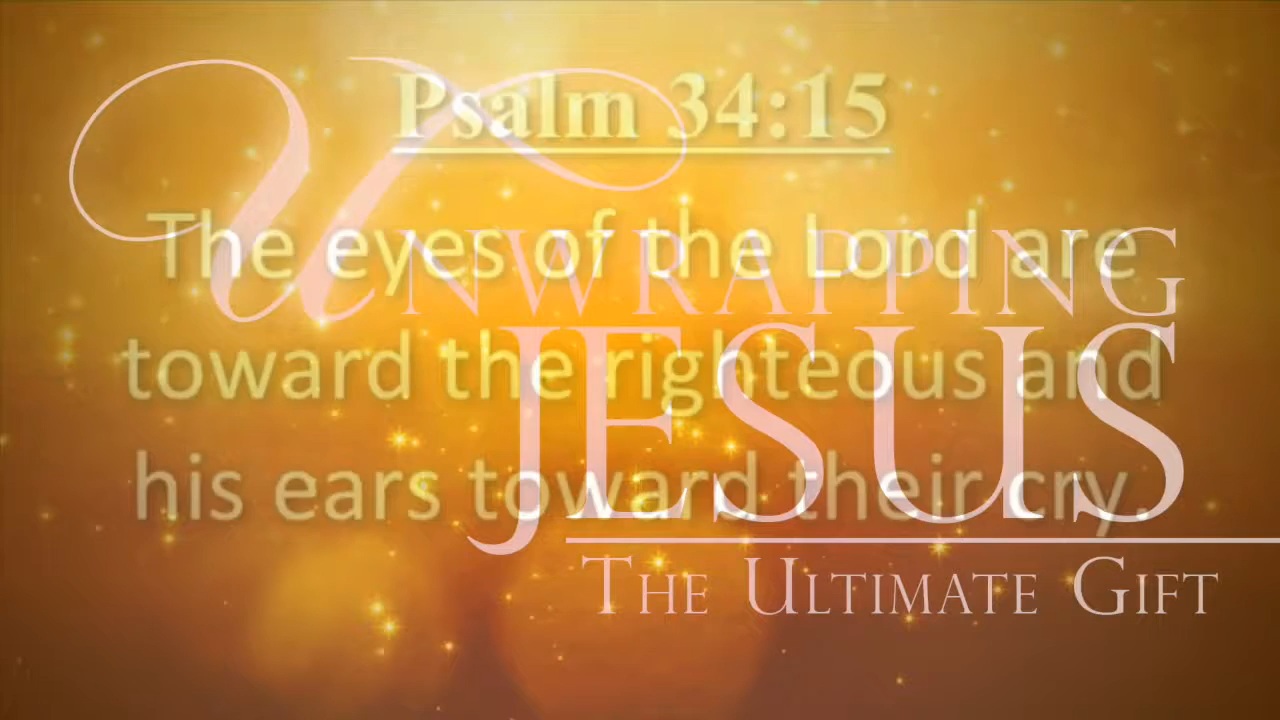 Psalm 34:15
The eyes of the Lord are
toward the righteous and
his ears toward their cry.
UNWRAPPING
JESUS
THE ULTIMATE GIFT